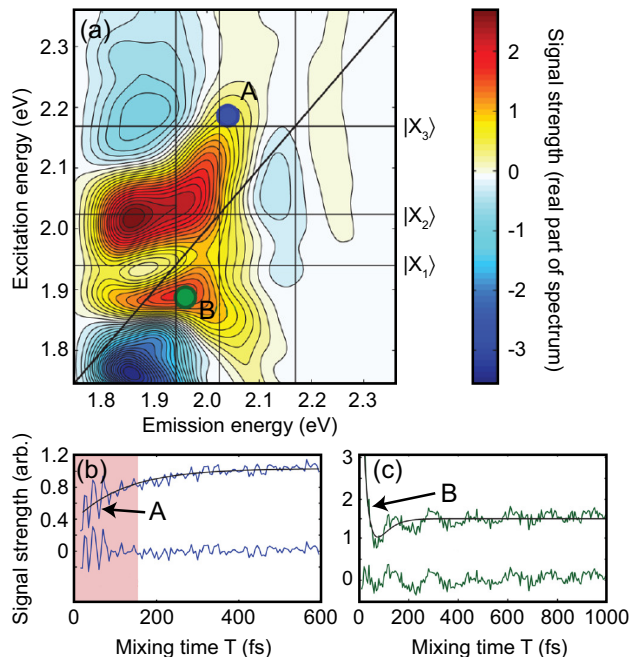 (a)
A
B
2.3
2.2
2.1
2.0
1.9
1.8
Excitation energy (eV)
1.8 1.9 2.0 2.1 2.2 2.3
Emission energy (eV)
|X₃⟩
|X₂⟩
|X₁⟩
2
1
0
-1
-2
-3
Signal strength (real part of spectrum)
(b)
A
1.2
0.8
0.4
0
Signal strength (arb.)
0 200 400 600
Mixing time T (fs)
(c)
B
3
2
1
0
0 200 400 600 800 1000
Mixing time T (fs)